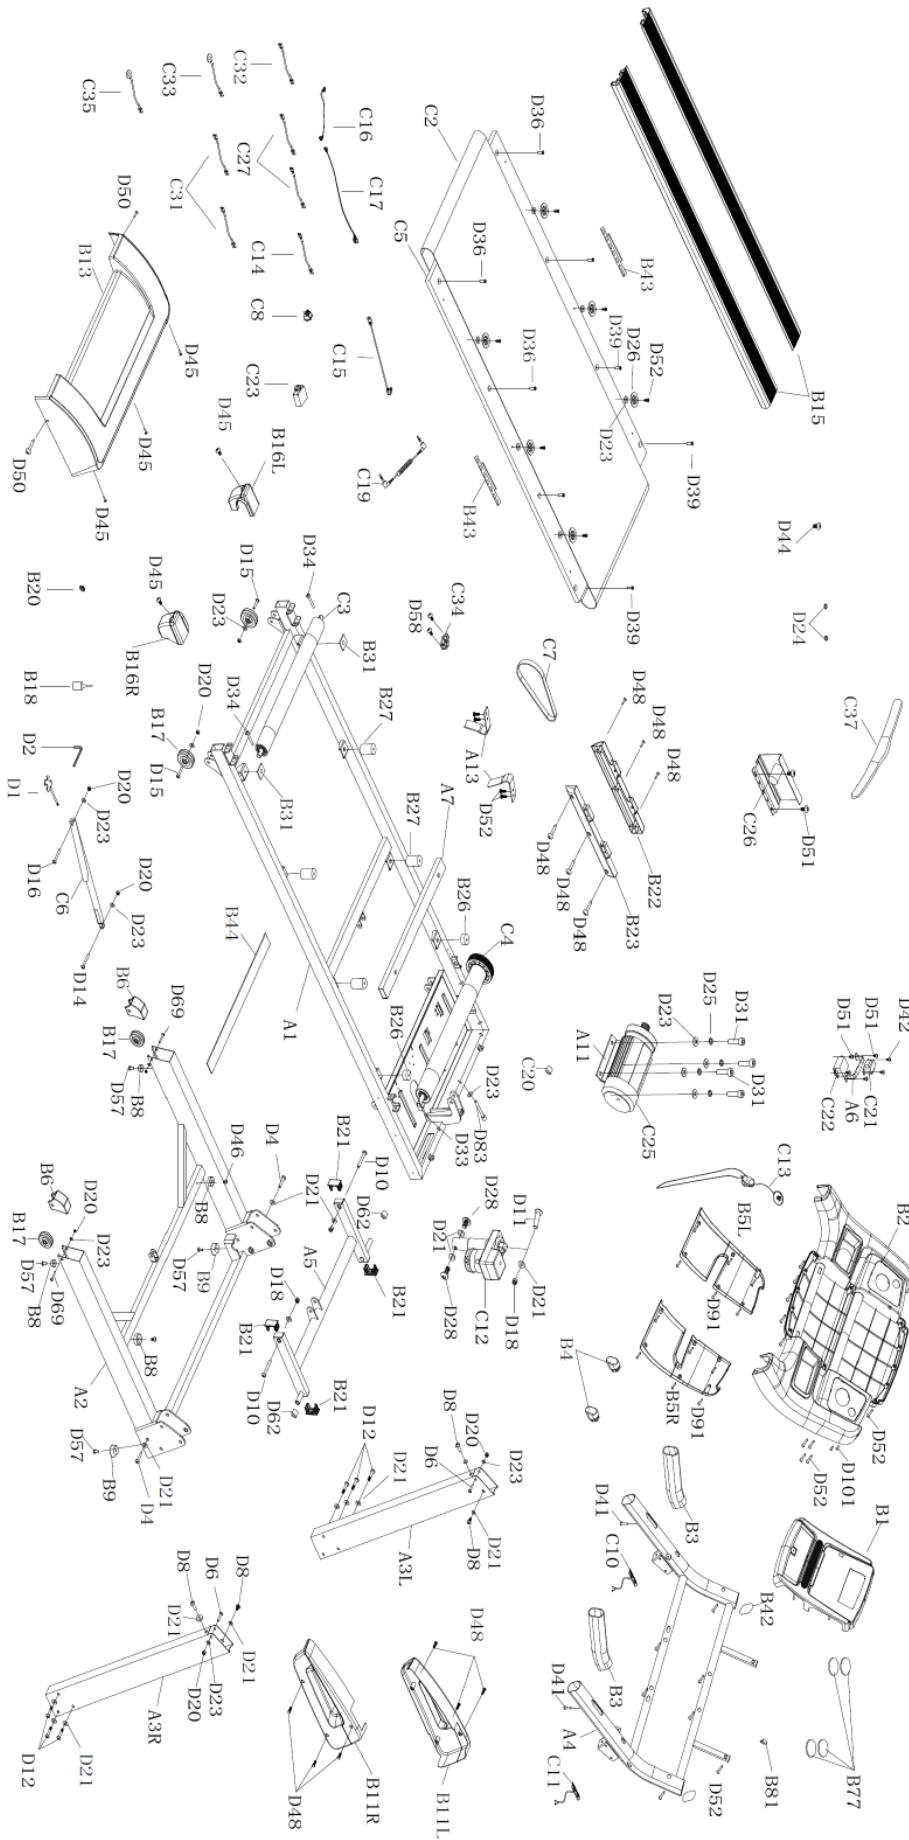 D36
C2
C5
C32
C33
C35
C16
C27
C17
C31
C14
C8
C15
C23
D50
B13
D45
D45
D50
D45
D36
B43
D36
D39
D26
D52
D23
B15
D39
B43
C19
D45
B16L
D44
D24
D39
C34
D58
C7
D48
D48
D48
C37
C26
D51
B22
B23
D48
D48
D48
A13
D52
D34
C3
D15
D23
B31
D20
D34
B27
B17
D15
B31
B20
D45
B16R
B18
D2
D1
D20
D23
D16
C6
D20
D23
D14
A7
B27
B26
C4
B44
A1
B26
C20
D23
D83
D33
A11
D23
D25
D31
D31
C25
D42
D51
D51
C21
A6
C22
C13
B2
B5L
D91
B4
B5R
D91
D52
D101
D52
B1
B6
D69
B17
D57
B8
D46
D4
B21
D10
D21
D62
A5
B8
B6
D20
B17
D23
D57
B8
D69
D57
B9
D18
B21
B21
D10
D62
B21
D28
D11
D21
D28
C12
D18
D21
B8
A2
D57
B9
D4
D21
D12
D21
D6
D8
D20
D23
A3L
D8
D21
B3
D41
C10
B42
B3
D41
A4
C11
D52
B81
B77
D8
D6
D8
D21
D21
D23
D20
A3R
D12
D21
D48
B11L
D48
B11R